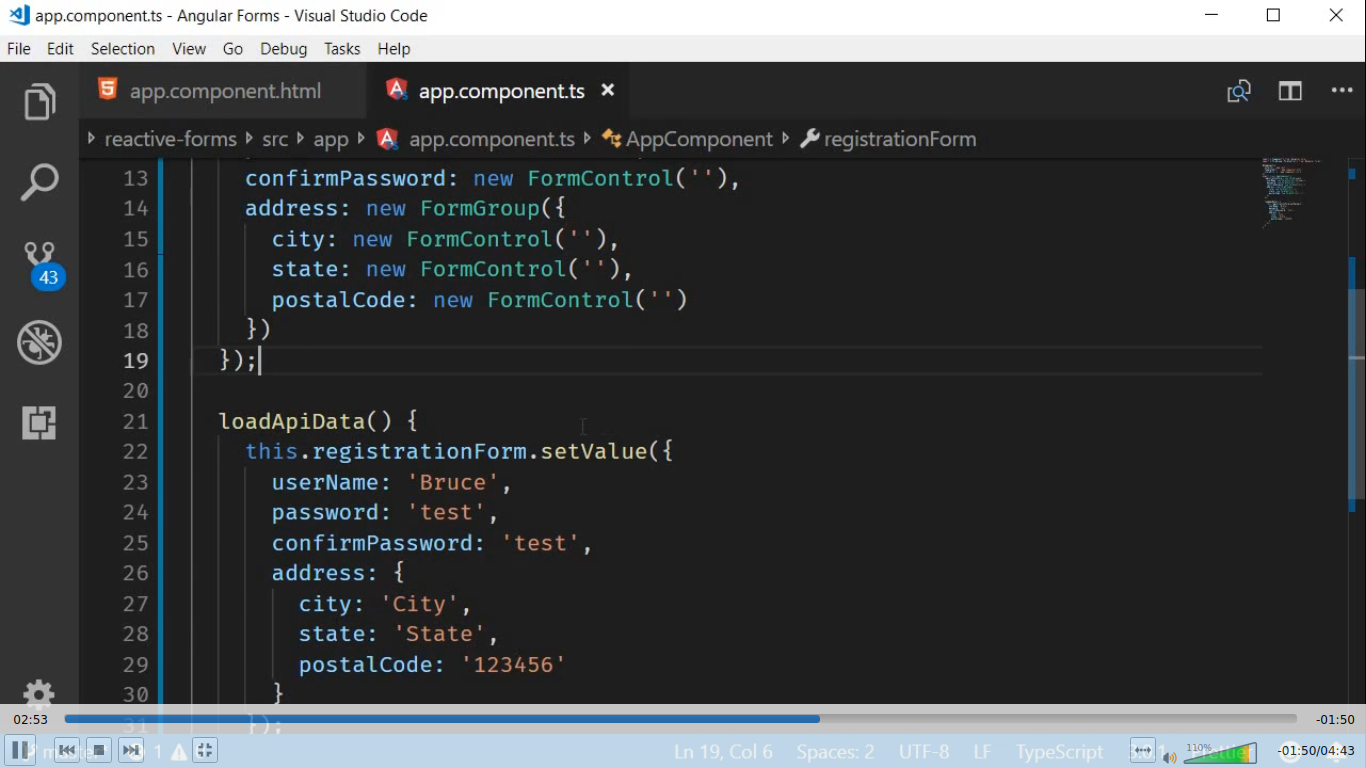 app.component.ts - Angular Forms - Visual Studio Code
File Edit Selection View Go Debug Tasks Help
app.component.html app.component.ts
reactive-forms src app app.component.ts AppComponent registrationForm
13 confirmPassword: new FormControl(''),
14 address: new FormGroup({
15 city: new FormControl(''),
16 state: new FormControl(''),
17 postalCode: new FormControl('')
18 })
19 });
20
21 loadApiData() {
22 this.registrationForm.setValue({
23 userName: 'Bruce',
24 password: 'test',
25 confirmPassword: 'test',
26 address: {
27 city: 'City',
28 state: 'State',
29 postalCode: '123456'
30 }
31 });
43
02:53 -01:50
1 Ln 19, Col 6 Spaces: 2 UTF-8 LF TypeScript 110% -01:50/04:43